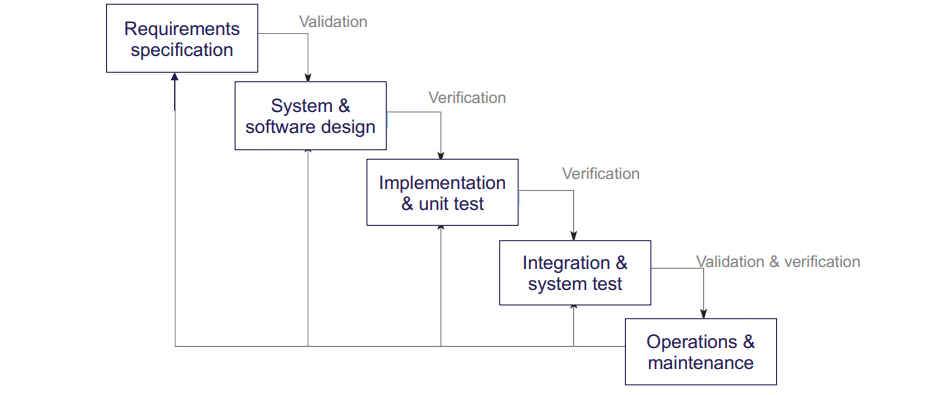 Requirements
specification
Validation
System &
software design
Verification
Implementation
& unit test
Verification
Integration &
system test
Validation & verification
Operations &
maintenance